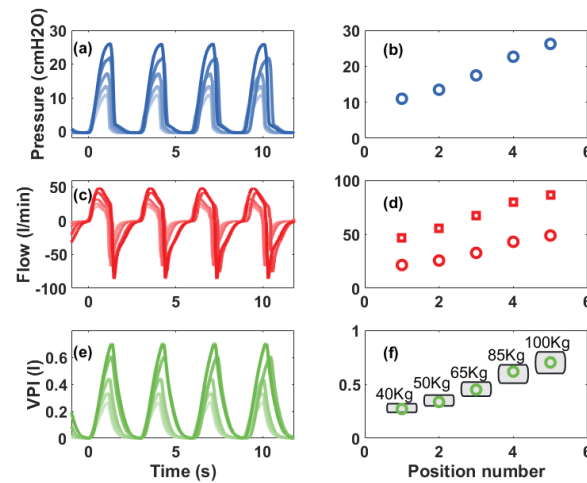 30
20
10
0
Pressure (cmH2O)
(a)
0
5
10
30
20
10
0
(b)
0
2
4
6
50
0
-50
-100
Flow (l/min)
(c)
0
5
10
100
50
0
(d)
0
2
4
6
0.6
0.4
0.2
0
VPI (l)
(e)
0
5
10
Time (s)
1
0.5
0
(f)
40Kg
50Kg
65Kg
85Kg
100Kg
0
2
4
6
Position number